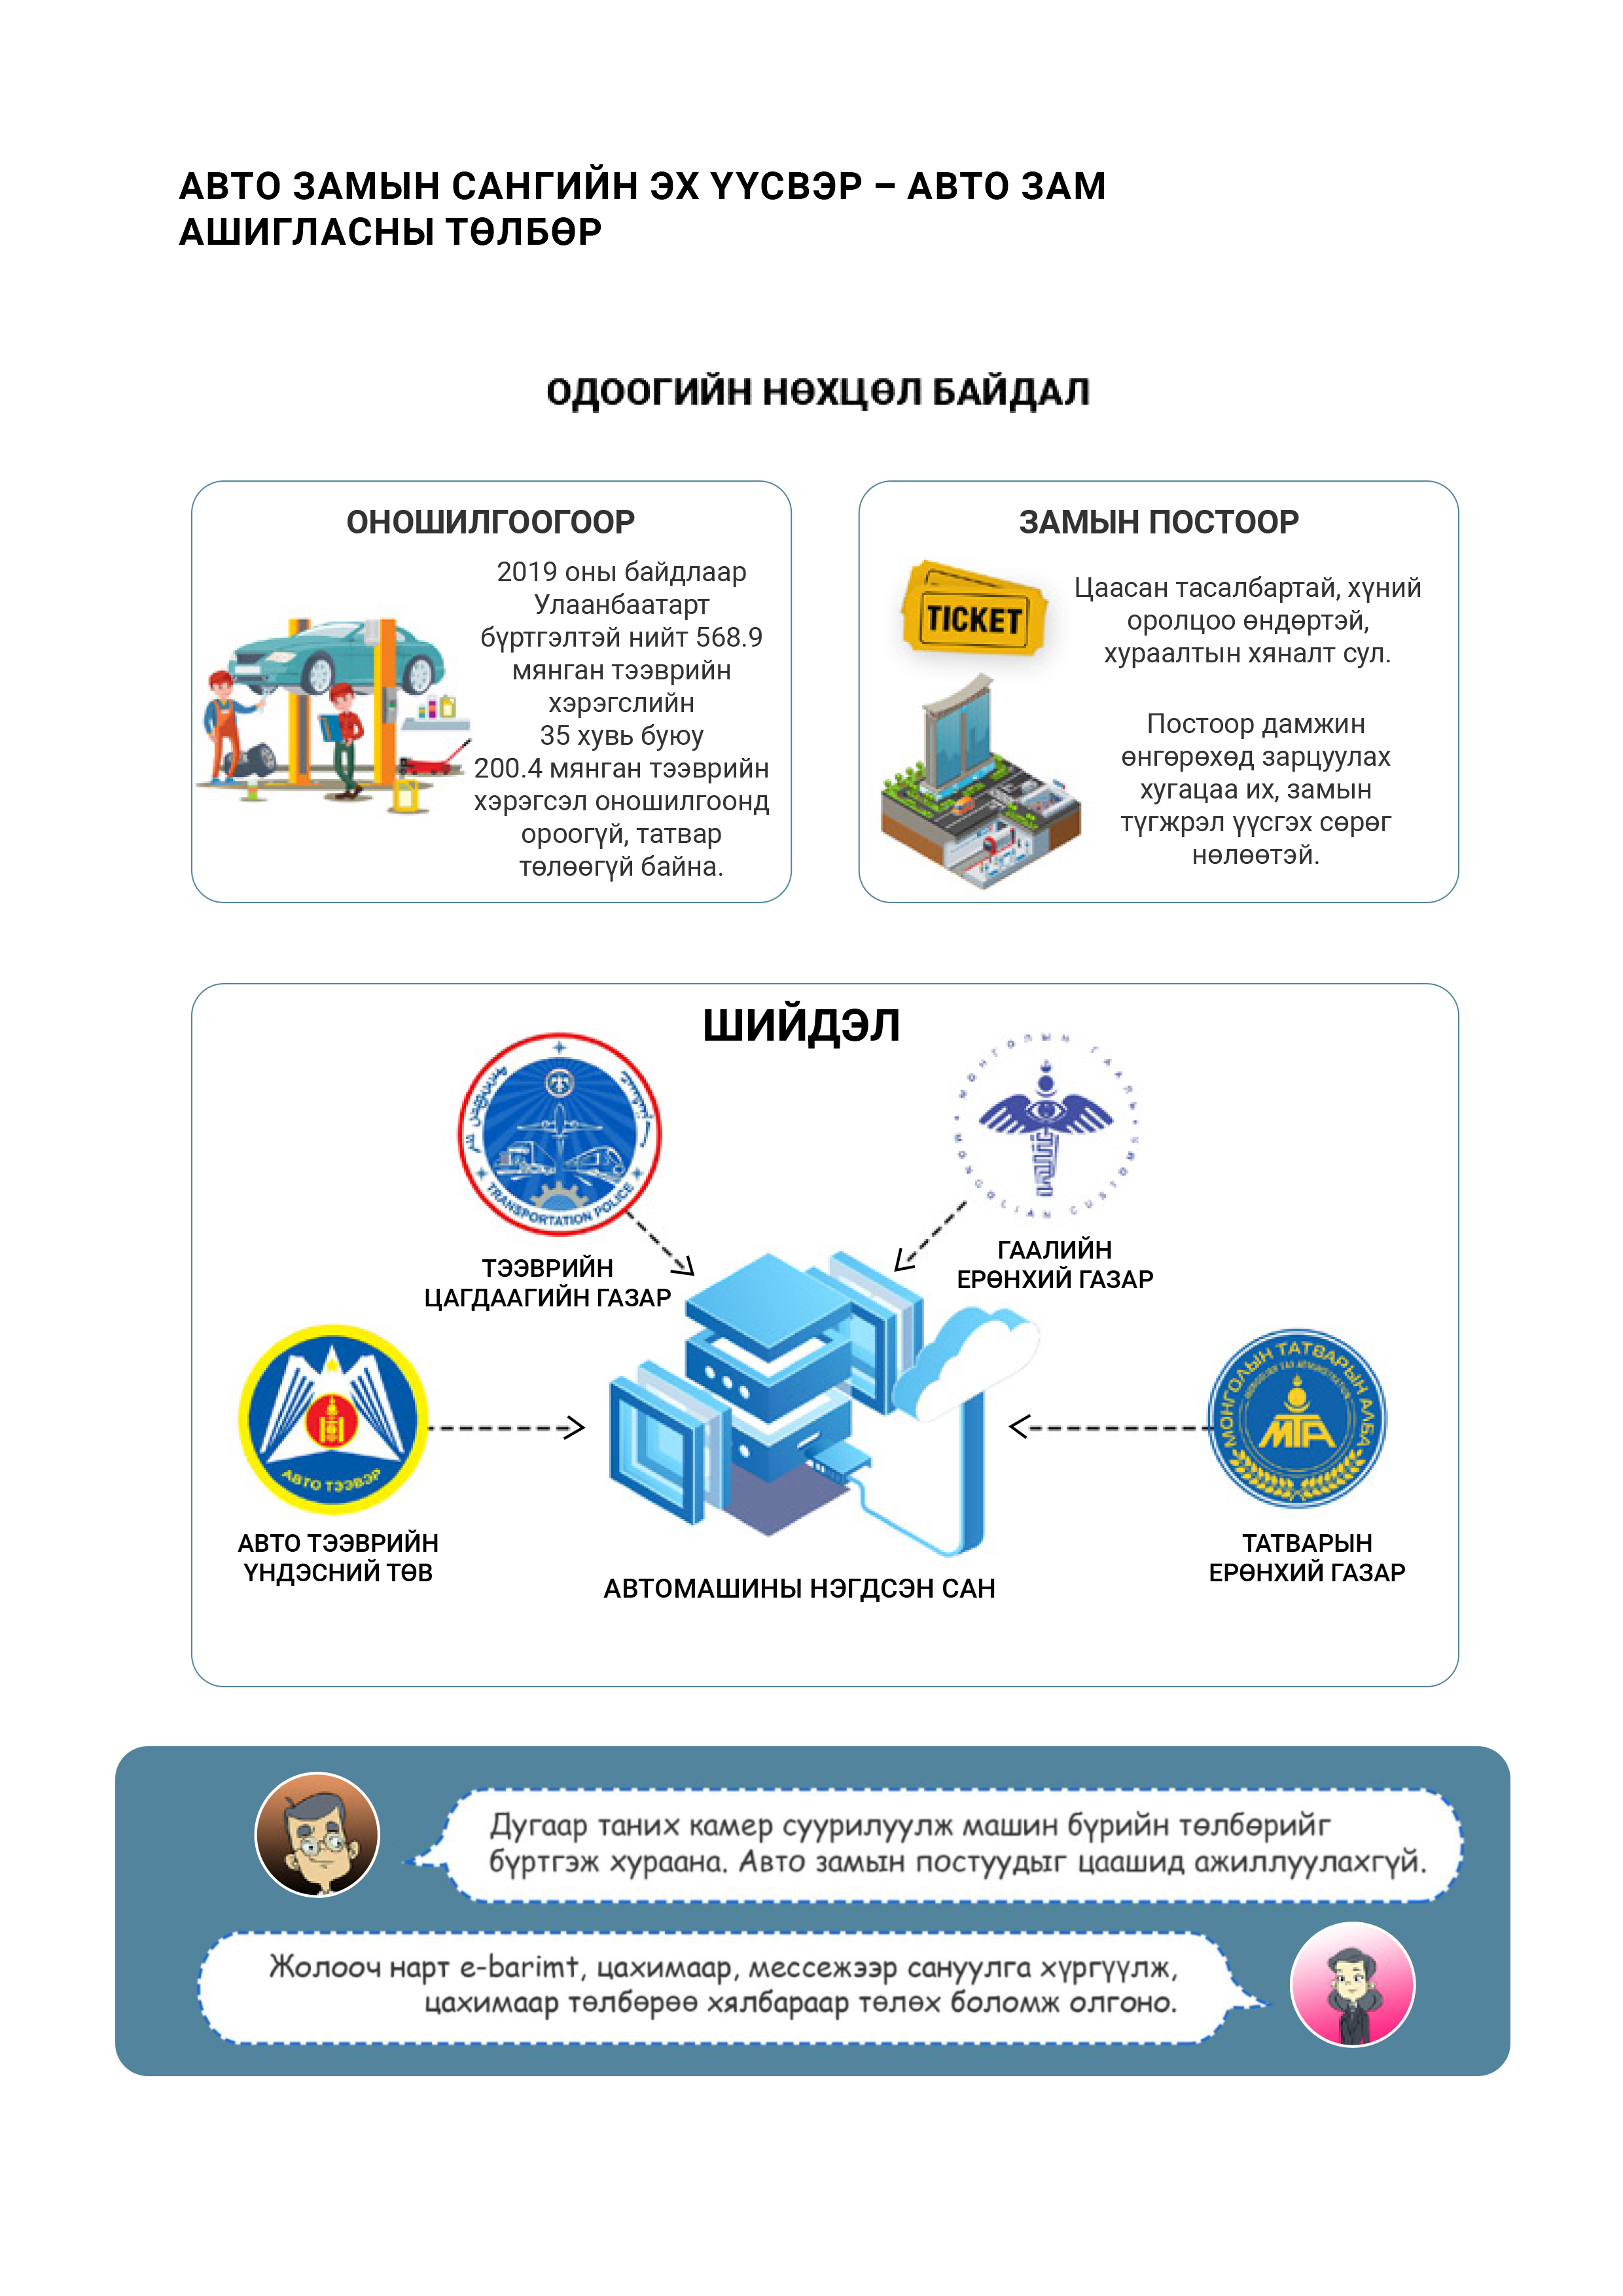 АВТО ЗАМЫН САНГИЙН ЭХ ҮҮСВЭР – АВТО ЗАМ
АШИГЛАСНЫ ТӨЛБӨР
ОДООГИЙН НӨХЦӨЛ БАЙДАЛ
ОНОШИЛГООГООР
2019 оны байдлаар
Улаанбаатарт
бүртгэлтэй нийт 568.9
мянган тээврийн
хэрэгслийн
35 хувь буюу
200.4 мянган тээврийн
хэрэгсэл оношилгоонд
ороогүй, татвар
төлөөгүй байна.
ЗАМЫН ПОСТООР
TICKET
Цаасан тасалбартай, хүний
оролцоо өндөртэй,
хураалтын хяналт сул.
Постоор дамжин
өнгөрөхөд зарцуулах
хугацаа их, замын
түгжрэл үүсгэх сөрөг
нөлөөтэй.
ШИЙДЭЛ
TRANSPORTATION POLICE
ТЭЭВРИЙН
ЦАГДААГИЙН ГАЗАР
МОНГОЛЫН ГААЛЬ
MONGOLIAN CUSTOMS
ГААЛИЙН
ЕРӨНХИЙ ГАЗАР
АВТО ТЭЭВЭР
АВТО ТЭЭВРИЙН
ҮНДЭСНИЙ ТӨВ
МОНГОЛЫН ТАТВАРЫН АЛБА
MONGOLIAN TAX ADMINISTRATION
МТА
ТАТВАРЫН
ЕРӨНХИЙ ГАЗАР
АВТОМАШИНЫ НЭГДСЭН САН
Дугаар таних камер суурилуулж машин бүрийн төлбөрийг
бүртгэж хураана. Авто замын постуудыг цаашид ажиллуулахгүй.
Жолооч нарт e-barimt, цахимаар, мессежээр сануулга хүргүүлж,
цахимаар төлбөрөө хялбараар төлөх боломж олгоно.